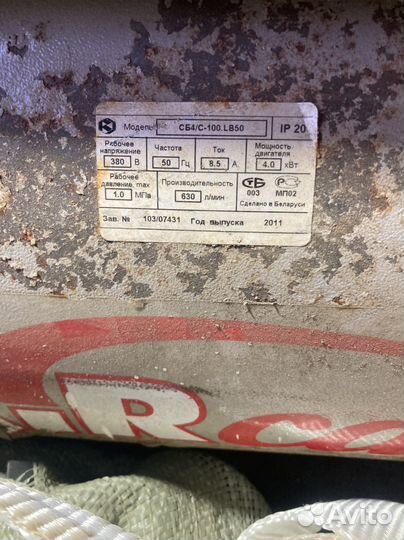 Модель СБ4/С-100.LB50 IP 20
Рабочее напряжение Частота Ток Мощность двигателя
380 В 50 Гц 8.5 А 4.0 кВт
Рабочее давление, max Производительность
1.0 МПа 630 л/мин 003 МП02
Сделано в Беларуси
Зав. № 103/07431 Год выпуска 2011
AiRca
Avito